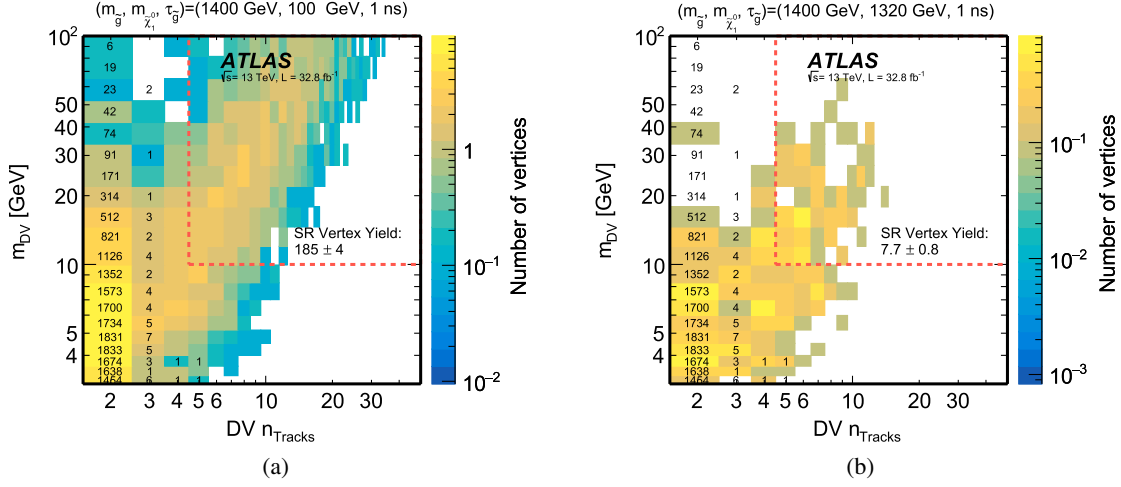 (m_g̃, m_χ̃₁⁰, τ_g̃)=(1400 GeV, 100 GeV, 1 ns)
10²
50
40
30
20
10
5
4
m_DV [GeV]
ATLAS
√s= 13 TeV, L = 32.8 fb⁻¹
6
19
23 2
42
74
91 1
171
314 1
512 3
821 2
1126 4
1352 2
1573 4
1700 4
1734 5
1831 7
1833 5
1674 3 1 1
1638 1
1464 6 1 1
SR Vertex Yield:
185 ± 4
2 3 4 5 6 10 20 30
DV n_Tracks
1
10⁻¹
10⁻²
Number of vertices
(a)
(m_g̃, m_χ̃₁⁰, τ_g̃)=(1400 GeV, 1320 GeV, 1 ns)
10²
50
40
30
20
10
5
4
m_DV [GeV]
ATLAS
√s= 13 TeV, L = 32.8 fb⁻¹
6
19
23 2
42
74
91 1
171
314 1
512 3
821 2
1126 4
1352 2
1573 4
1700 4
1734 5
1831 7
1833 5
1674 3 1 1
1638 1
1464 6 1 1
SR Vertex Yield:
7.7 ± 0.8
2 3 4 5 6 10 20 30
DV n_Tracks
10⁻¹
10⁻²
10⁻³
Number of vertices
(b)